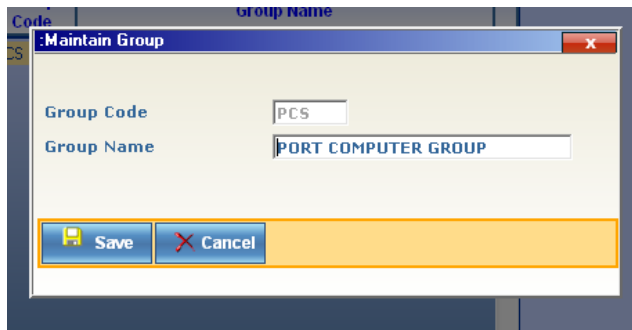 Group Name
Code
CS
:Maintain Group
x
Group Code PCS
Group Name PORT COMPUTER GROUP
Save Cancel